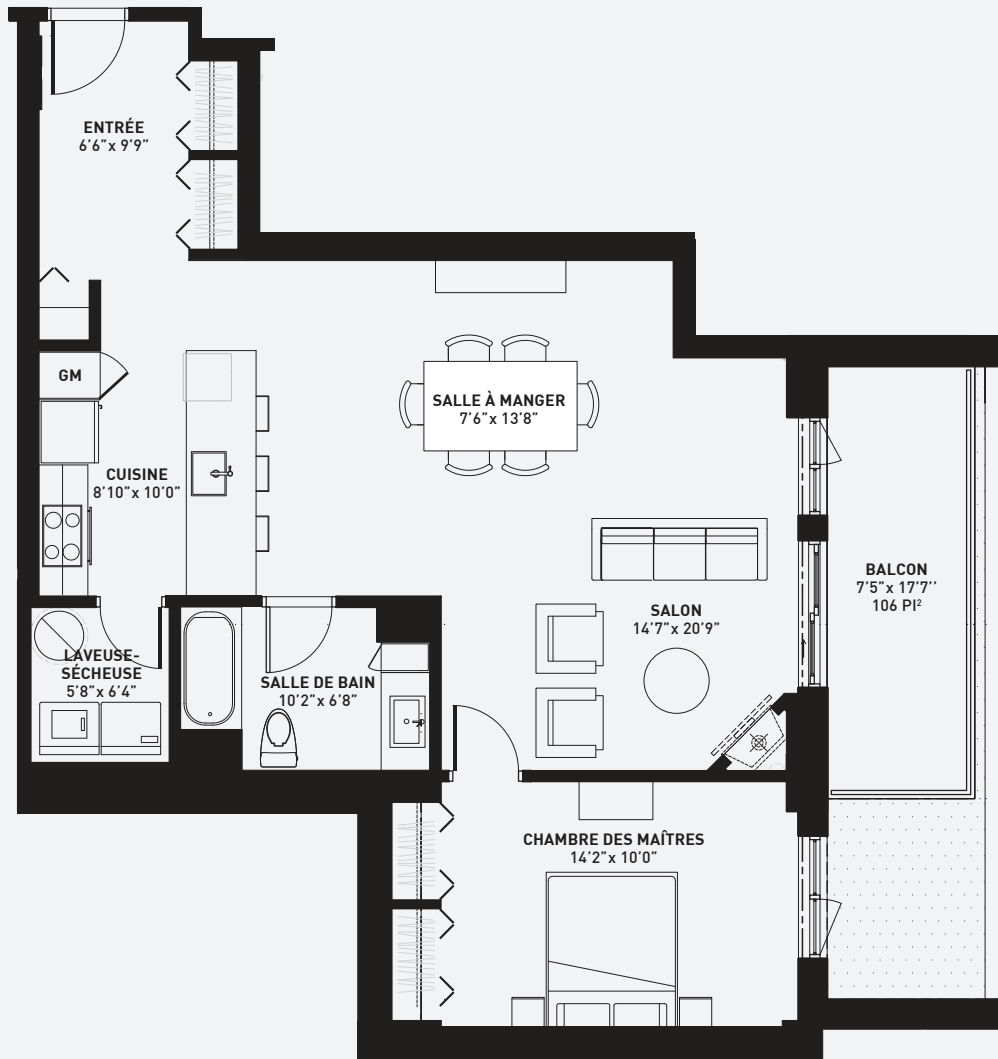 ENTRÉE
6'6” x 9'9”
GM
SALLE À MANGER
7'6” x 13'8”
CUISINE
8'10” x 10'0”
BALCON
7'5” x 17'7''
106 PI²
SALON
14'7” x 20'9”
LAVEUSE-
SÉCHEUSE
5'8” x 6'4”
SALLE DE BAIN
10'2” x 6'8”
CHAMBRE DES MAÎTRES
14'2” x 10'0”